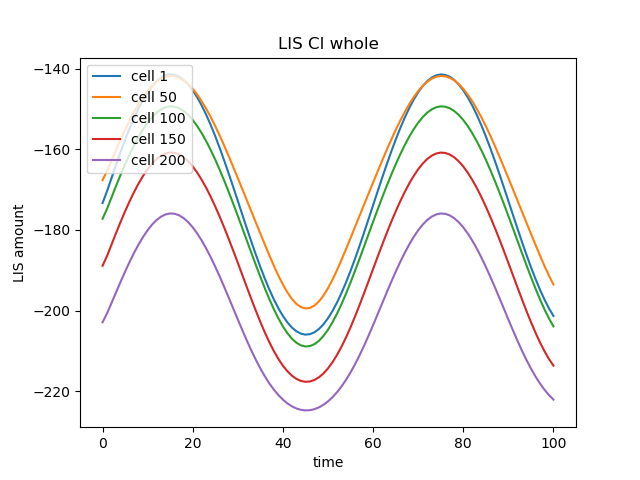 LIS Cl whole
cell 1
cell 50
cell 100
cell 150
cell 200
−140
−160
−180
−200
−220
LIS amount
0 20 40 60 80 100
time